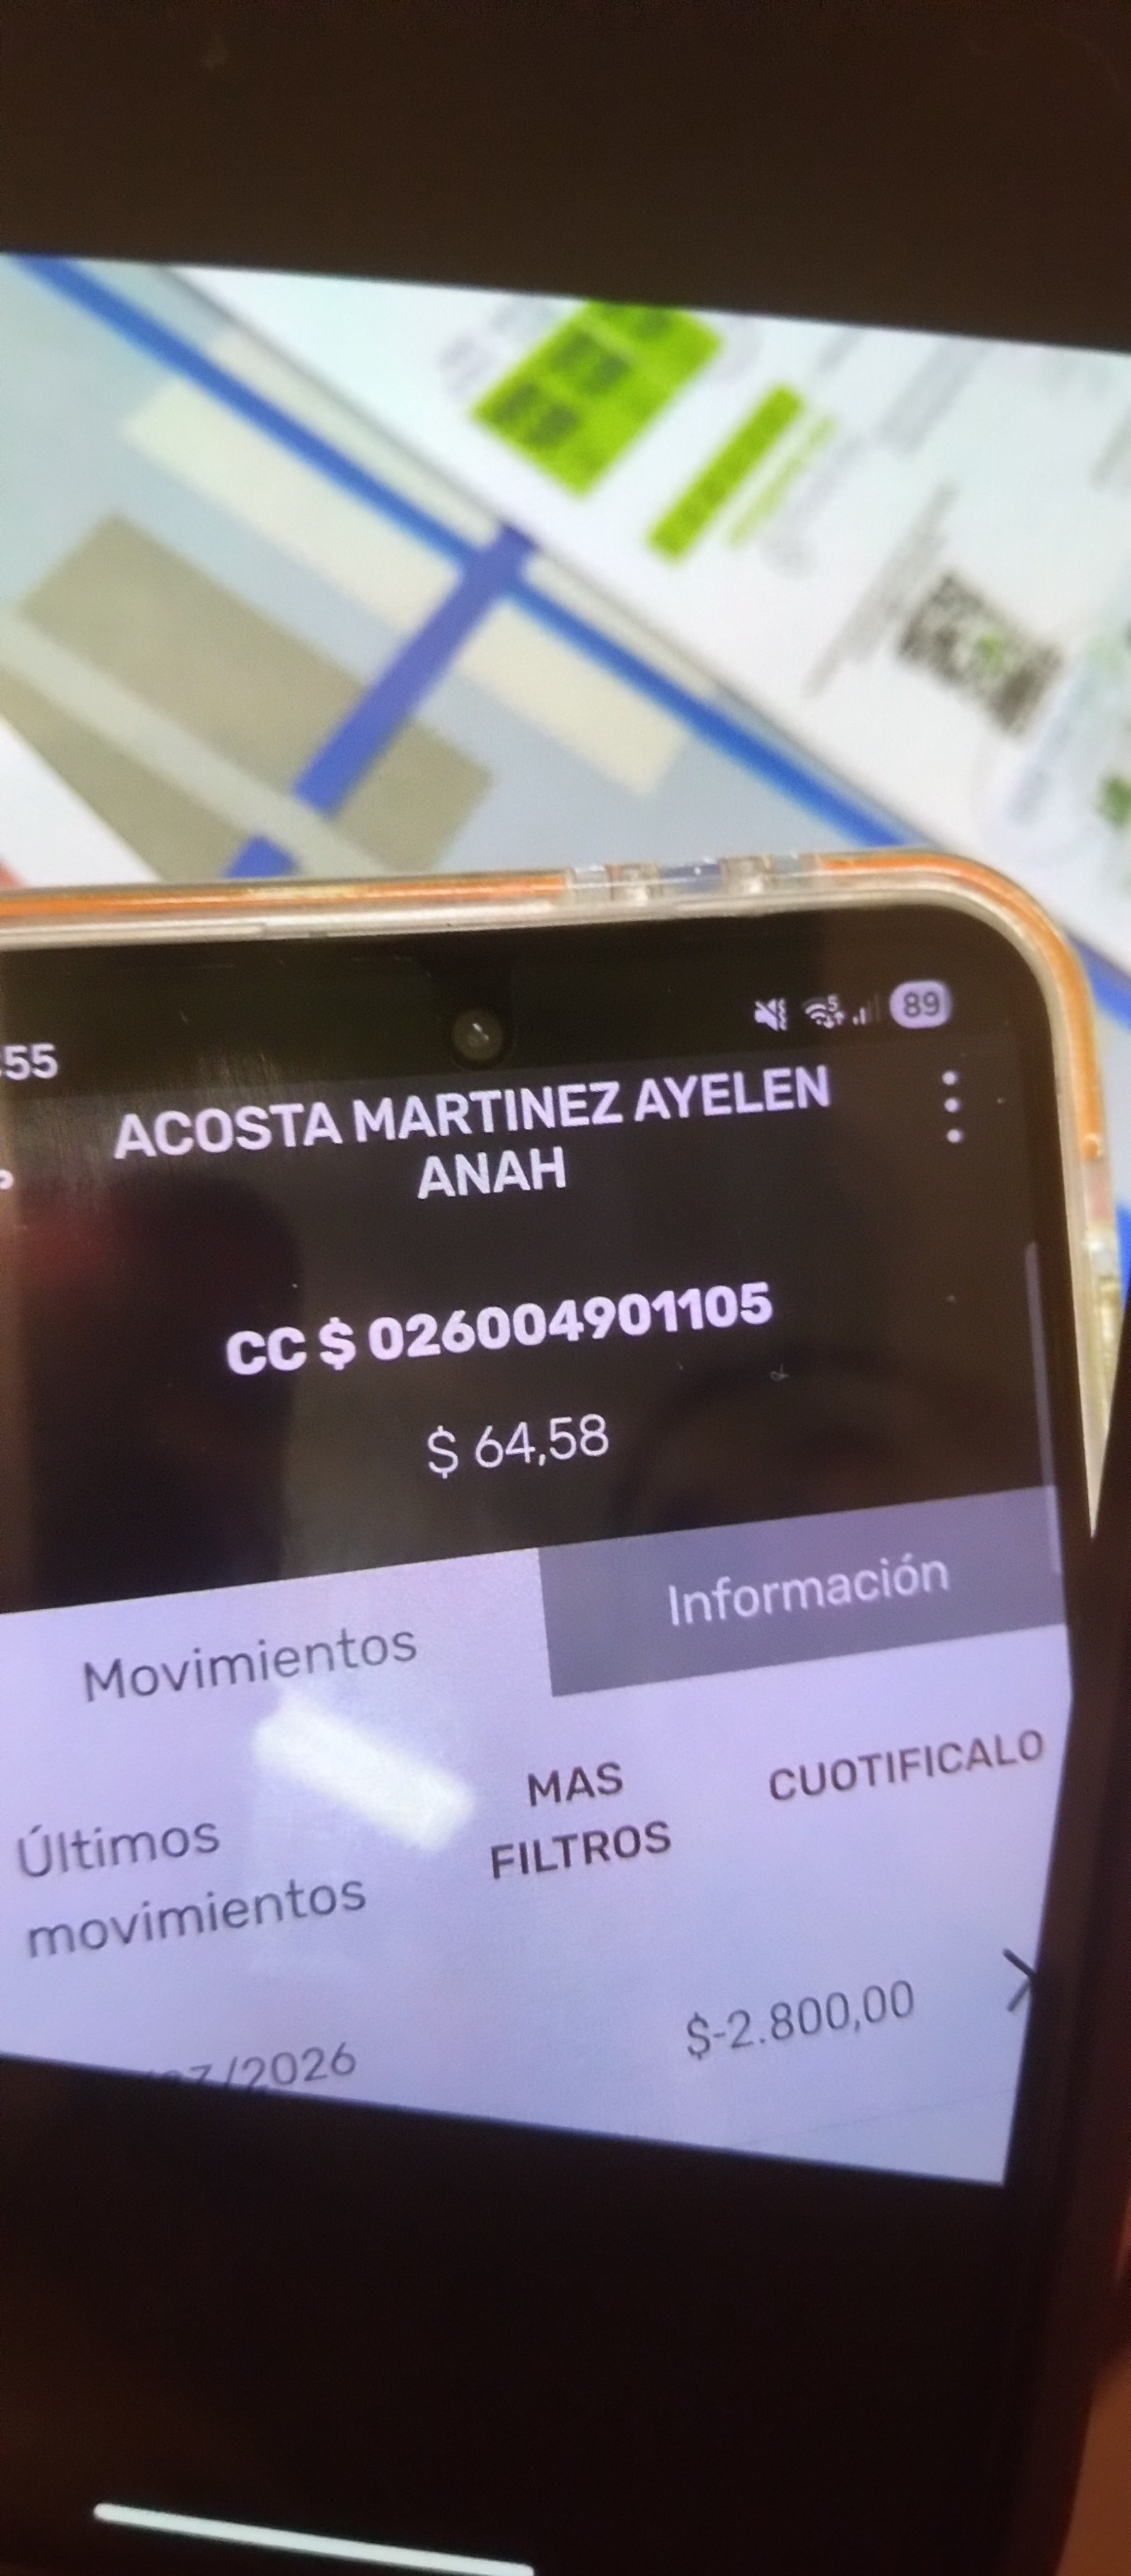 :55
89
ACOSTA MARTINEZ AYELEN
ANAH
CC $ 026004901105
$ 64,58
Movimientos
Información
Últimos
movimientos
MAS
FILTROS
CUOTIFICALO
/2026
$-2.800,00